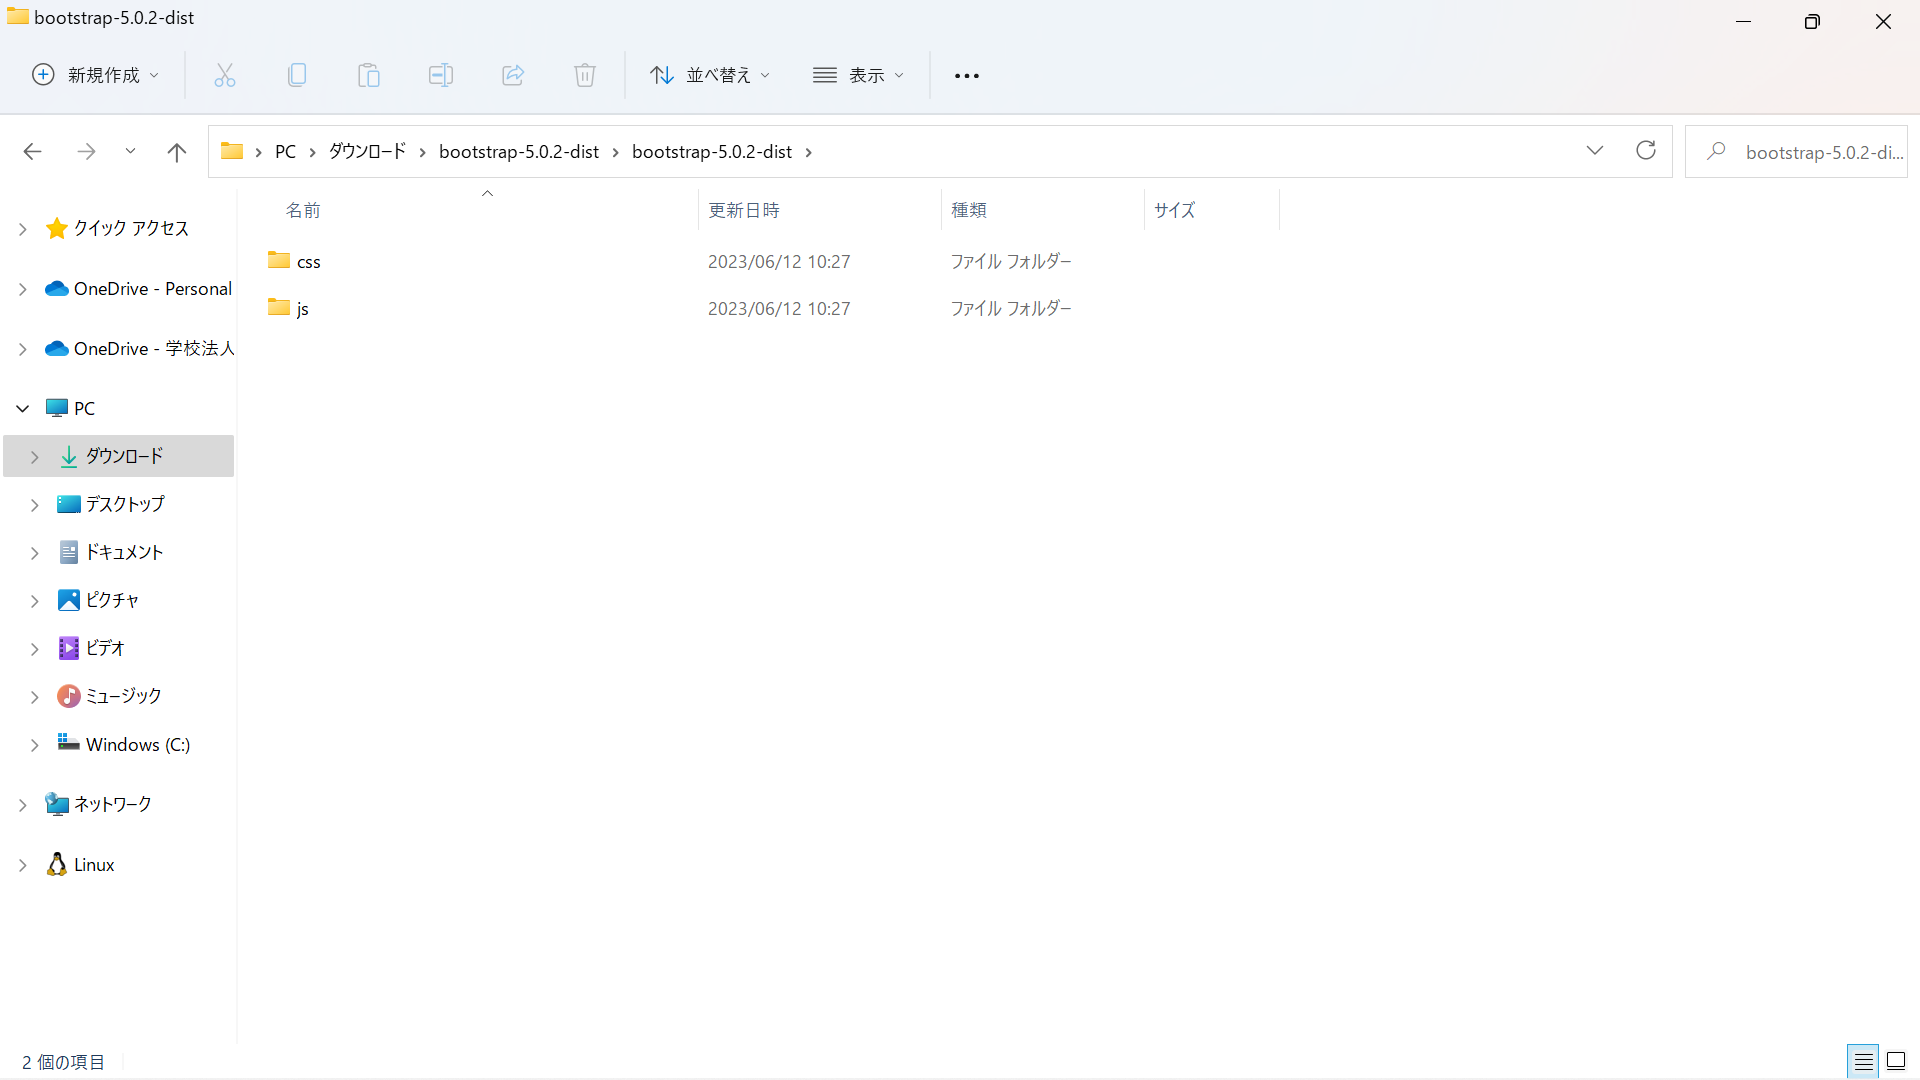 bootstrap-5.0.2-dist
新規作成
並べ替え
表示
PC
ダウンロード
bootstrap-5.0.2-dist
bootstrap-5.0.2-dist
bootstrap-5.0.2-di...
名前
更新日時
種類
サイズ
css
2023/06/12 10:27
ファイル フォルダー
js
2023/06/12 10:27
ファイル フォルダー
クイック アクセス
OneDrive - Personal
OneDrive - 学校法人
PC
ダウンロード
デスクトップ
ドキュメント
ピクチャ
ビデオ
ミュージック
Windows (C:)
ネットワーク
Linux
2 個の項目